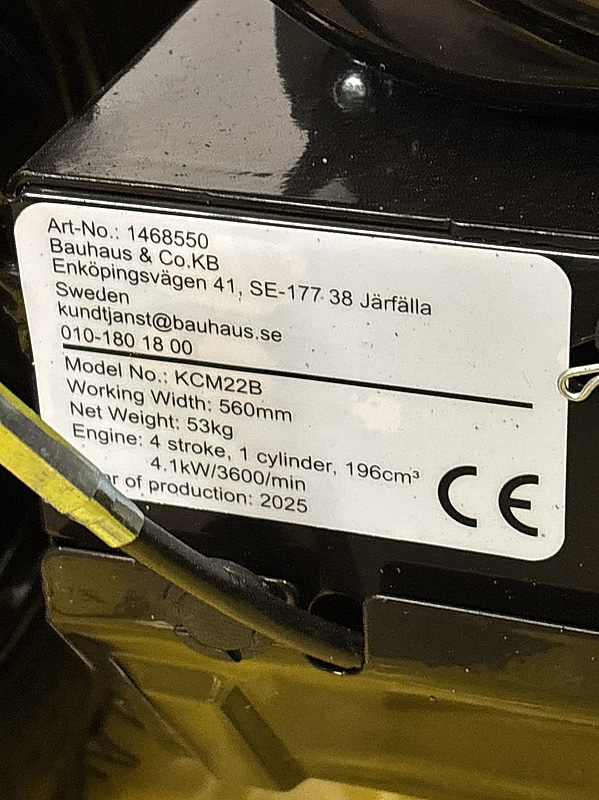 Art-No.: 1468550
Bauhaus & Co.KB
Enköpingsvägen 41, SE-177 38 Järfälla
Sweden
kundtjanst@bauhaus.se
010-180 18 00
Model No.: KCM22B
Working Width: 560mm
Net Weight: 53kg
Engine: 4 stroke, 1 cylinder, 196cm³
4.1kW/3600/min
of production: 2025
CE